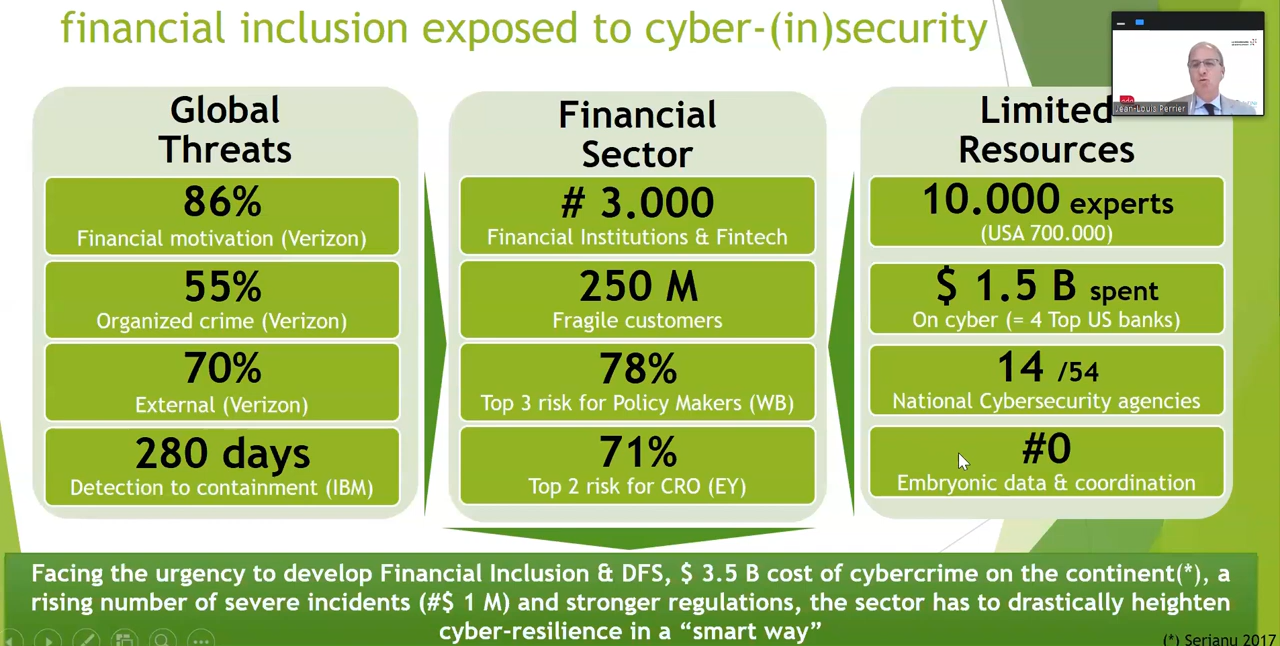 financial inclusion exposed to cyber-(in)security
Jean-Louis Perrier
Global
Threats
86%
Financial motivation (Verizon)
55%
Organized crime (Verizon)
70%
External (Verizon)
280 days
Detection to containment (IBM)
Financial
Sector
# 3.000
Financial Institutions & Fintech
250 M
Fragile customers
78%
Top 3 risk for Policy Makers (WB)
71%
Top 2 risk for CRO (EY)
Limited
Resources
10.000 experts
(USA 700.000)
$ 1.5 B spent
On cyber (= 4 Top US banks)
14 /54
National Cybersecurity agencies
#0
Embryonic data & coordination
Facing the urgency to develop Financial Inclusion & DFS, $ 3.5 B cost of cybercrime on the continent(*), a
rising number of severe incidents (#$ 1 M) and stronger regulations, the sector has to drastically heighten
cyber-resilience in a “smart way”
(*) Serianu 2017